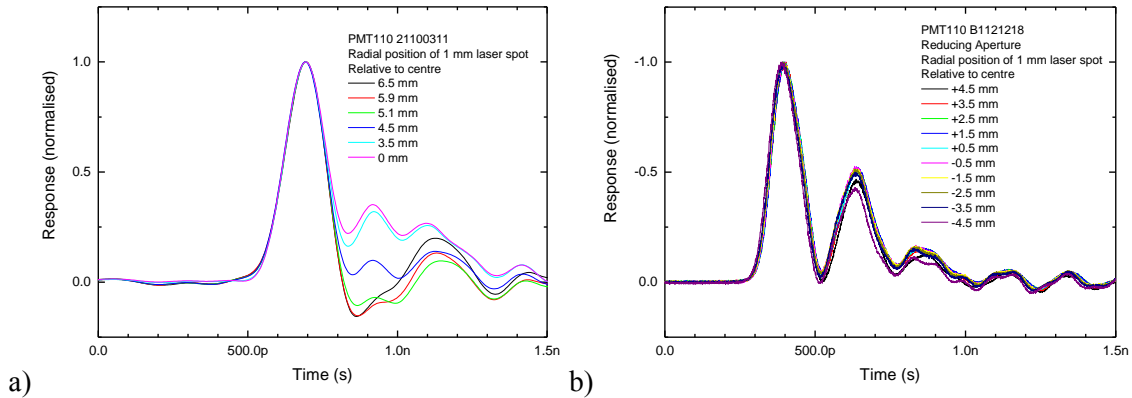 PMT110 21100311
Radial position of 1 mm laser spot
Relative to centre
6.5 mm
5.9 mm
5.1 mm
4.5 mm
3.5 mm
0 mm
1.0
0.5
0.0
Response (normalised)
0.0
500.0p
1.0n
1.5n
Time (s)
a)
PMT110 B1121218
Reducing Aperture
Radial position of 1 mm laser spot
Relative to centre
+4.5 mm
+3.5 mm
+2.5 mm
+1.5 mm
+0.5 mm
-0.5 mm
-1.5 mm
-2.5 mm
-3.5 mm
-4.5 mm
-1.0
-0.5
0.0
Response (normalised)
0.0
500.0p
1.0n
1.5n
Time (s)
b)